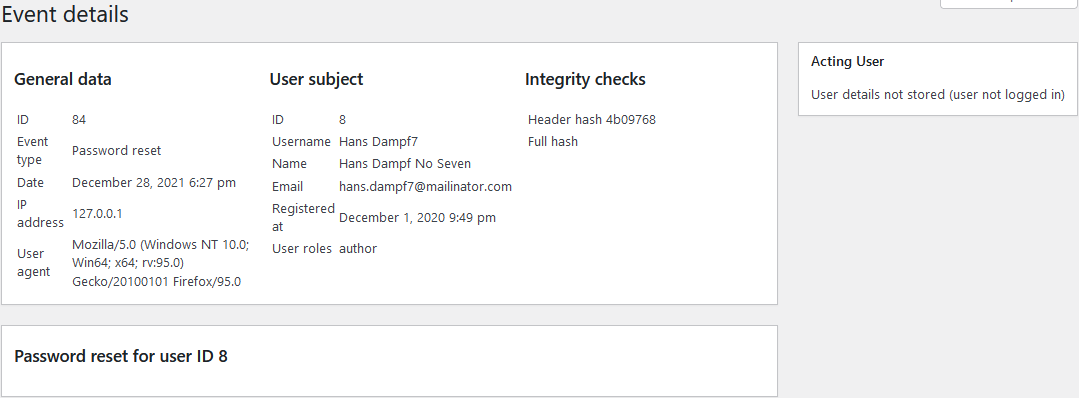 Event details
General data
ID 84
Event type Password reset
Date December 28, 2021 6:27 pm
IP address 127.0.0.1
User agent Mozilla/5.0 (Windows NT 10.0;
Win64; x64; rv:95.0)
Gecko/20100101 Firefox/95.0
User subject
ID 8
Username Hans Dampf7
Name Hans Dampf No Seven
Email hans.dampf7@mailinator.com
Registered at December 1, 2020 9:49 pm
User roles author
Integrity checks
Header hash 4b09768
Full hash
Acting User
User details not stored (user not logged in)
Password reset for user ID 8